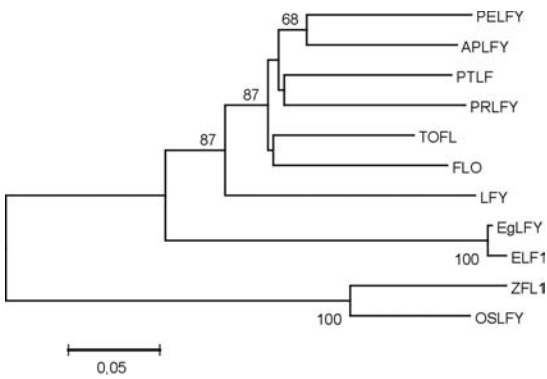 68
PELFY
APLFY
PTLF
87
PRLFY
87
TOFL
FLO
LFY
EgLFY
100
ELF1
ZFL1
100
OSLFY
0,05